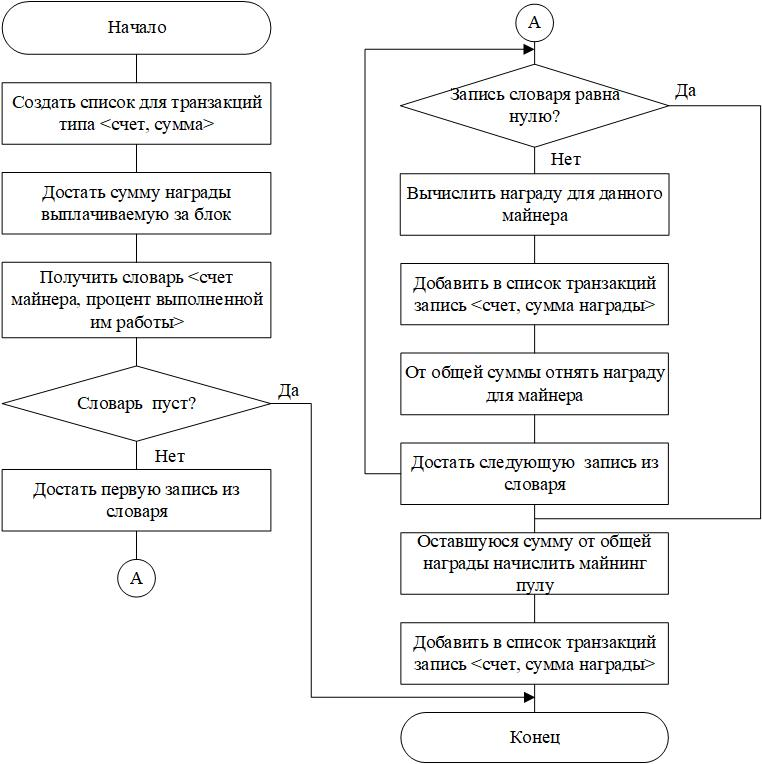 Начало
Создать список для транзакций
типа <счет, сумма>
Достать сумму награды
выплачиваемую за блок
Получить словарь <счет
майнера, процент выполненной
им работы>
Словарь пуст?
Да
Нет
Достать первую запись из
словаря
А
А
Запись словаря равна
нулю?
Да
Нет
Вычислить награду для данного
майнера
Добавить в список транзакций
запись <счет, сумма награды>
От общей суммы отнять награду
для майнера
Достать следующую запись из
словаря
Оставшуюся сумму от общей
награды начислить майнинг
пулу
Добавить в список транзакций
запись <счет, сумма награды>
Конец